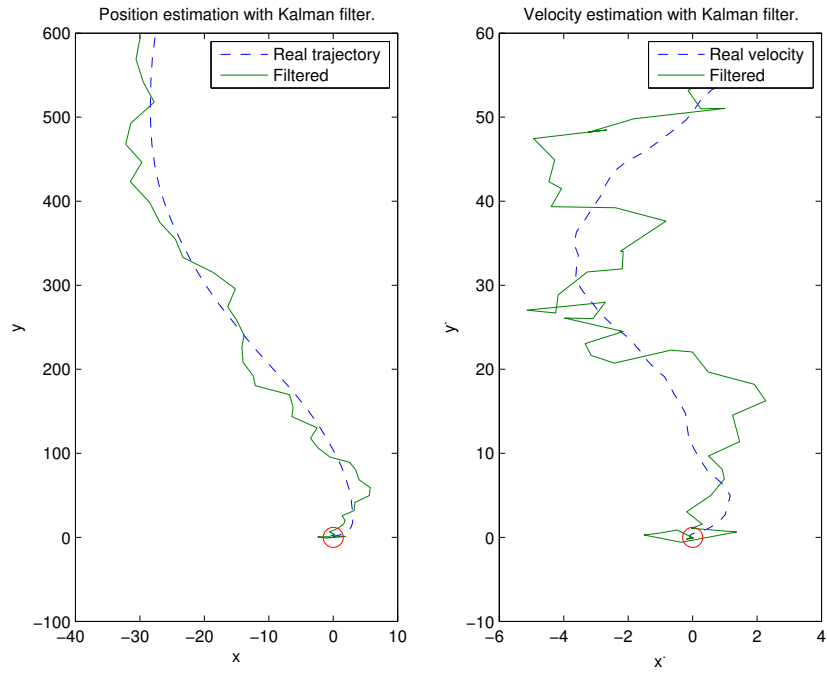 Position estimation with Kalman filter.
600
500
400
300
200
100
0
−100
−40
−30
−20
−10
0
10
x
y
Real trajectory
Filtered
Velocity estimation with Kalman filter.
60
50
40
30
20
10
0
−10
−6
−4
−2
0
2
4
x˙
y˙
Real velocity
Filtered